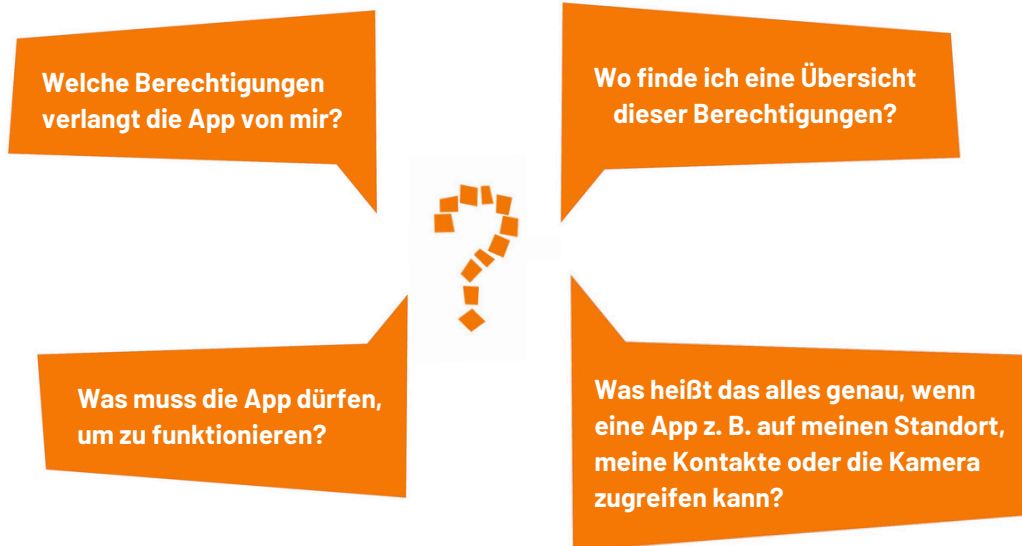 Welche Berechtigungen
verlangt die App von mir?
Wo finde ich eine Übersicht
dieser Berechtigungen?
Was muss die App dürfen,
um zu funktionieren?
Was heißt das alles genau, wenn
eine App z. B. auf meinen Standort,
meine Kontakte oder die Kamera
zugreifen kann?